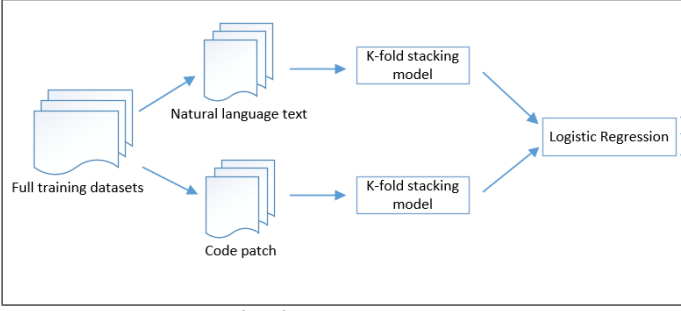 K-fold stacking
model
Natural language text
Logistic Regression
Full training datasets
K-fold stacking
model
Code patch